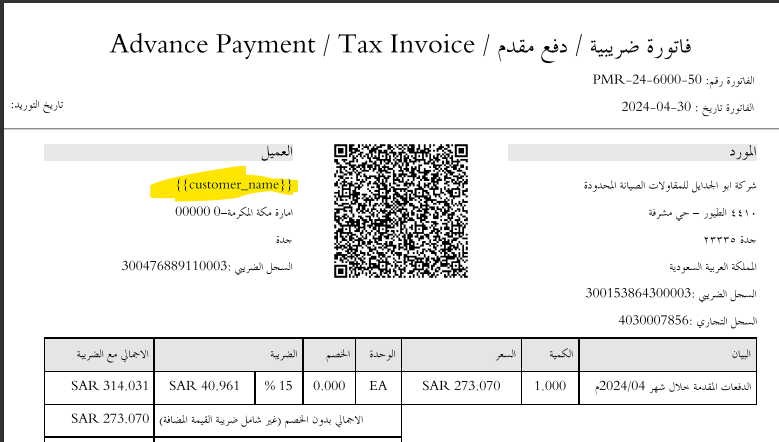 Advance Payment / Tax Invoice / فاتورة ضريبية / دفع مقدم
الفاتورة رقم: PMR-24-6000-50
الفاتورة تاريخ : 2024-04-30
تاريخ التوريد:
المورد
شركة ابو الجدايل للمقاولات الصيانة المحدودة
٤٤١٠ الطيور - حي مشرفة
جدة ٢٣٣٣٥
المملكة العربية السعودية
السجل الضريبي :300153864300003
السجل التجاري :4030007856
العميل
{{customer_name}}
امارة مكة المكرمة-0 00000
جدة
السجل الضريبي :300476889110003
البيان الكمية السعر الوحدة الخصم الضريبة الاجمالي مع الضريبة
الدفعات المقدمة خلال شهر 2024/04م 1,000 SAR 273,070 EA 0,000 15 % SAR 40,961 SAR 314,031
الاجمالي بدون الخصم (غير شامل ضريبة القيمة المضافة) SAR 273,070